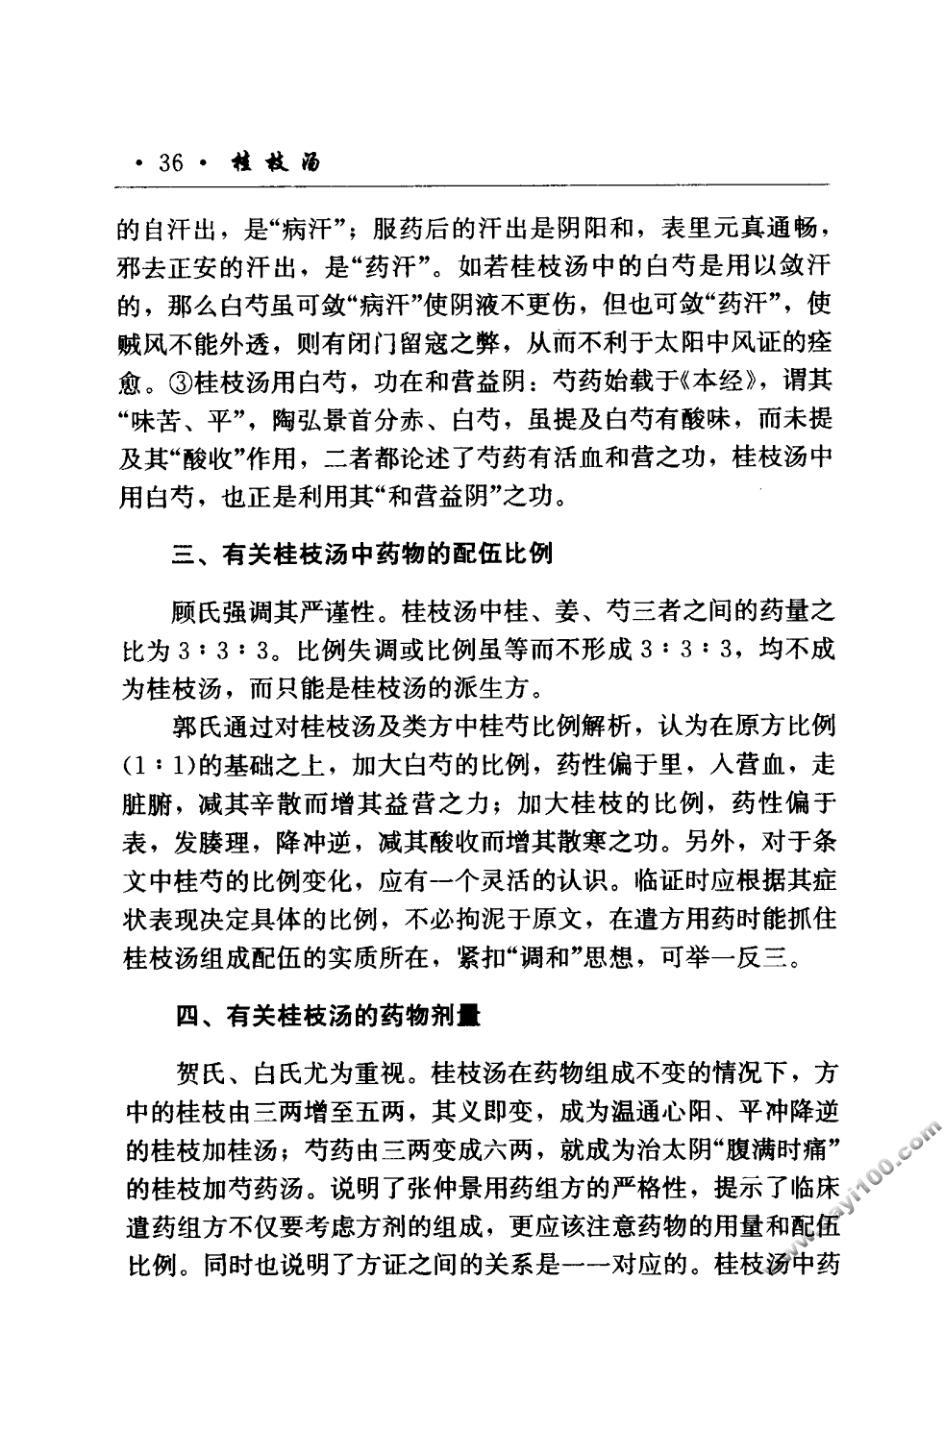 ·36· 桂枝汤
的自汗出，是“病汗”；服药后的汗出是阴阳和，表里元真通畅，
邪去正安的汗出，是“药汗”。如若桂枝汤中的白芍是用以敛汗
的，那么白芍虽可敛“病汗”使阴液不更伤，但也可敛“药汗”，使
贼风不能外透，则有闭门留寇之弊，从而不利于太阳中风证的痊
愈。③桂枝汤用白芍，功在和营益阴：芍药始载于《本经》，谓其
“味苦、平”，陶弘景首分赤、白芍，虽提及白芍有酸味，而未提
及其“酸收”作用，二者都论述了芍药有活血和营之功，桂枝汤中
用白芍，也正是利用其“和营益阴”之功。
三、有关桂枝汤中药物的配伍比例
顾氏强调其严谨性。桂枝汤中桂、姜、芍三者之间的药量之
比为3∶3∶3。比例失调或比例虽等而不形成3∶3∶3，均不成
为桂枝汤，而只能是桂枝汤的派生方。
郭氏通过对桂枝汤及类方中桂芍比例解析，认为在原方比例
(1∶1)的基础之上，加大白芍的比例，药性偏于里，入营血，走
脏腑，减其辛散而增其益营之力；加大桂枝的比例，药性偏于
表，发腠理，降冲逆，减其酸收而增其散寒之功。另外，对于条
文中桂芍的比例变化，应有一个灵活的认识。临证时应根据其症
状表现决定具体的比例，不必拘泥于原文，在遣方用药时能抓住
桂枝汤组成配伍的实质所在，紧扣“调和”思想，可举一反三。
四、有关桂枝汤的药物剂量
贺氏、白氏尤为重视。桂枝汤在药物组成不变的情况下，方
中的桂枝由三两增至五两，其义即变，成为温通心阳、平冲降逆
的桂枝加桂汤；芍药由三两变成六两，就成为治太阴“腹满时痛”
的桂枝加芍药汤。说明了张仲景用药组方的严格性，提示了临床
遣药组方不仅要考虑方剂的组成，更应该注意药物的用量和配伍
比例。同时也说明了方证之间的关系是一一对应的。桂枝汤中药